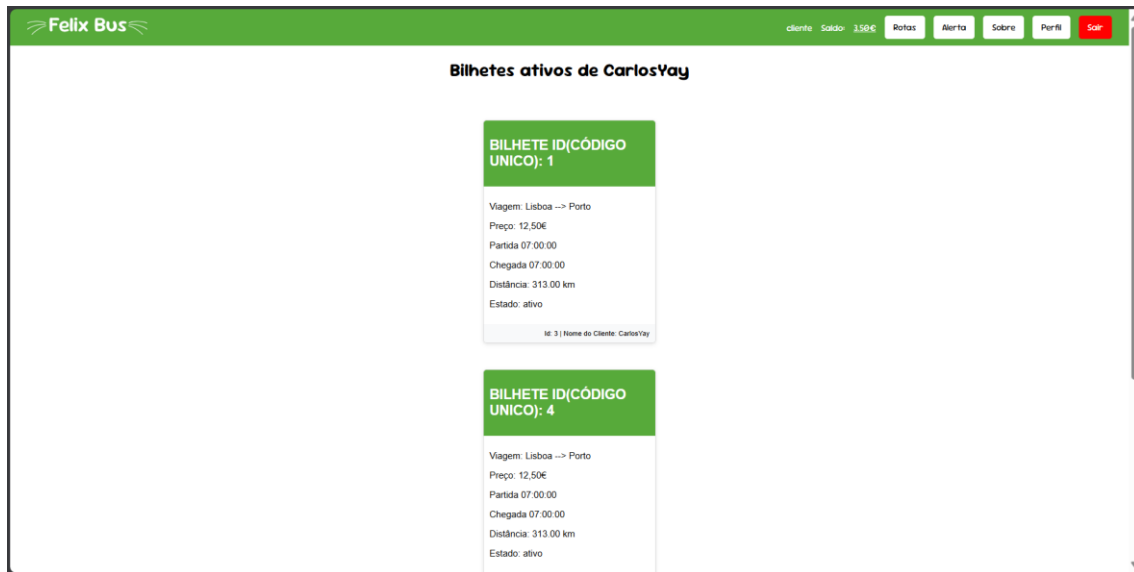 Felix Bus
cliente Saldo: 350€ Rotas Alerta Sobre Perfil Sair
Bilhetes ativos de CarlosYay
BILHETE ID(CÓDIGO
UNICO): 1
Viagem: Lisboa --> Porto
Preço: 12,50€
Partida 07:00:00
Chegada 07:00:00
Distância: 313.00 km
Estado: ativo
Id: 3 | Nome do Cliente: CarlosYay
BILHETE ID(CÓDIGO
UNICO): 4
Viagem: Lisboa --> Porto
Preço: 12,50€
Partida 07:00:00
Chegada 07:00:00
Distância: 313.00 km
Estado: ativo